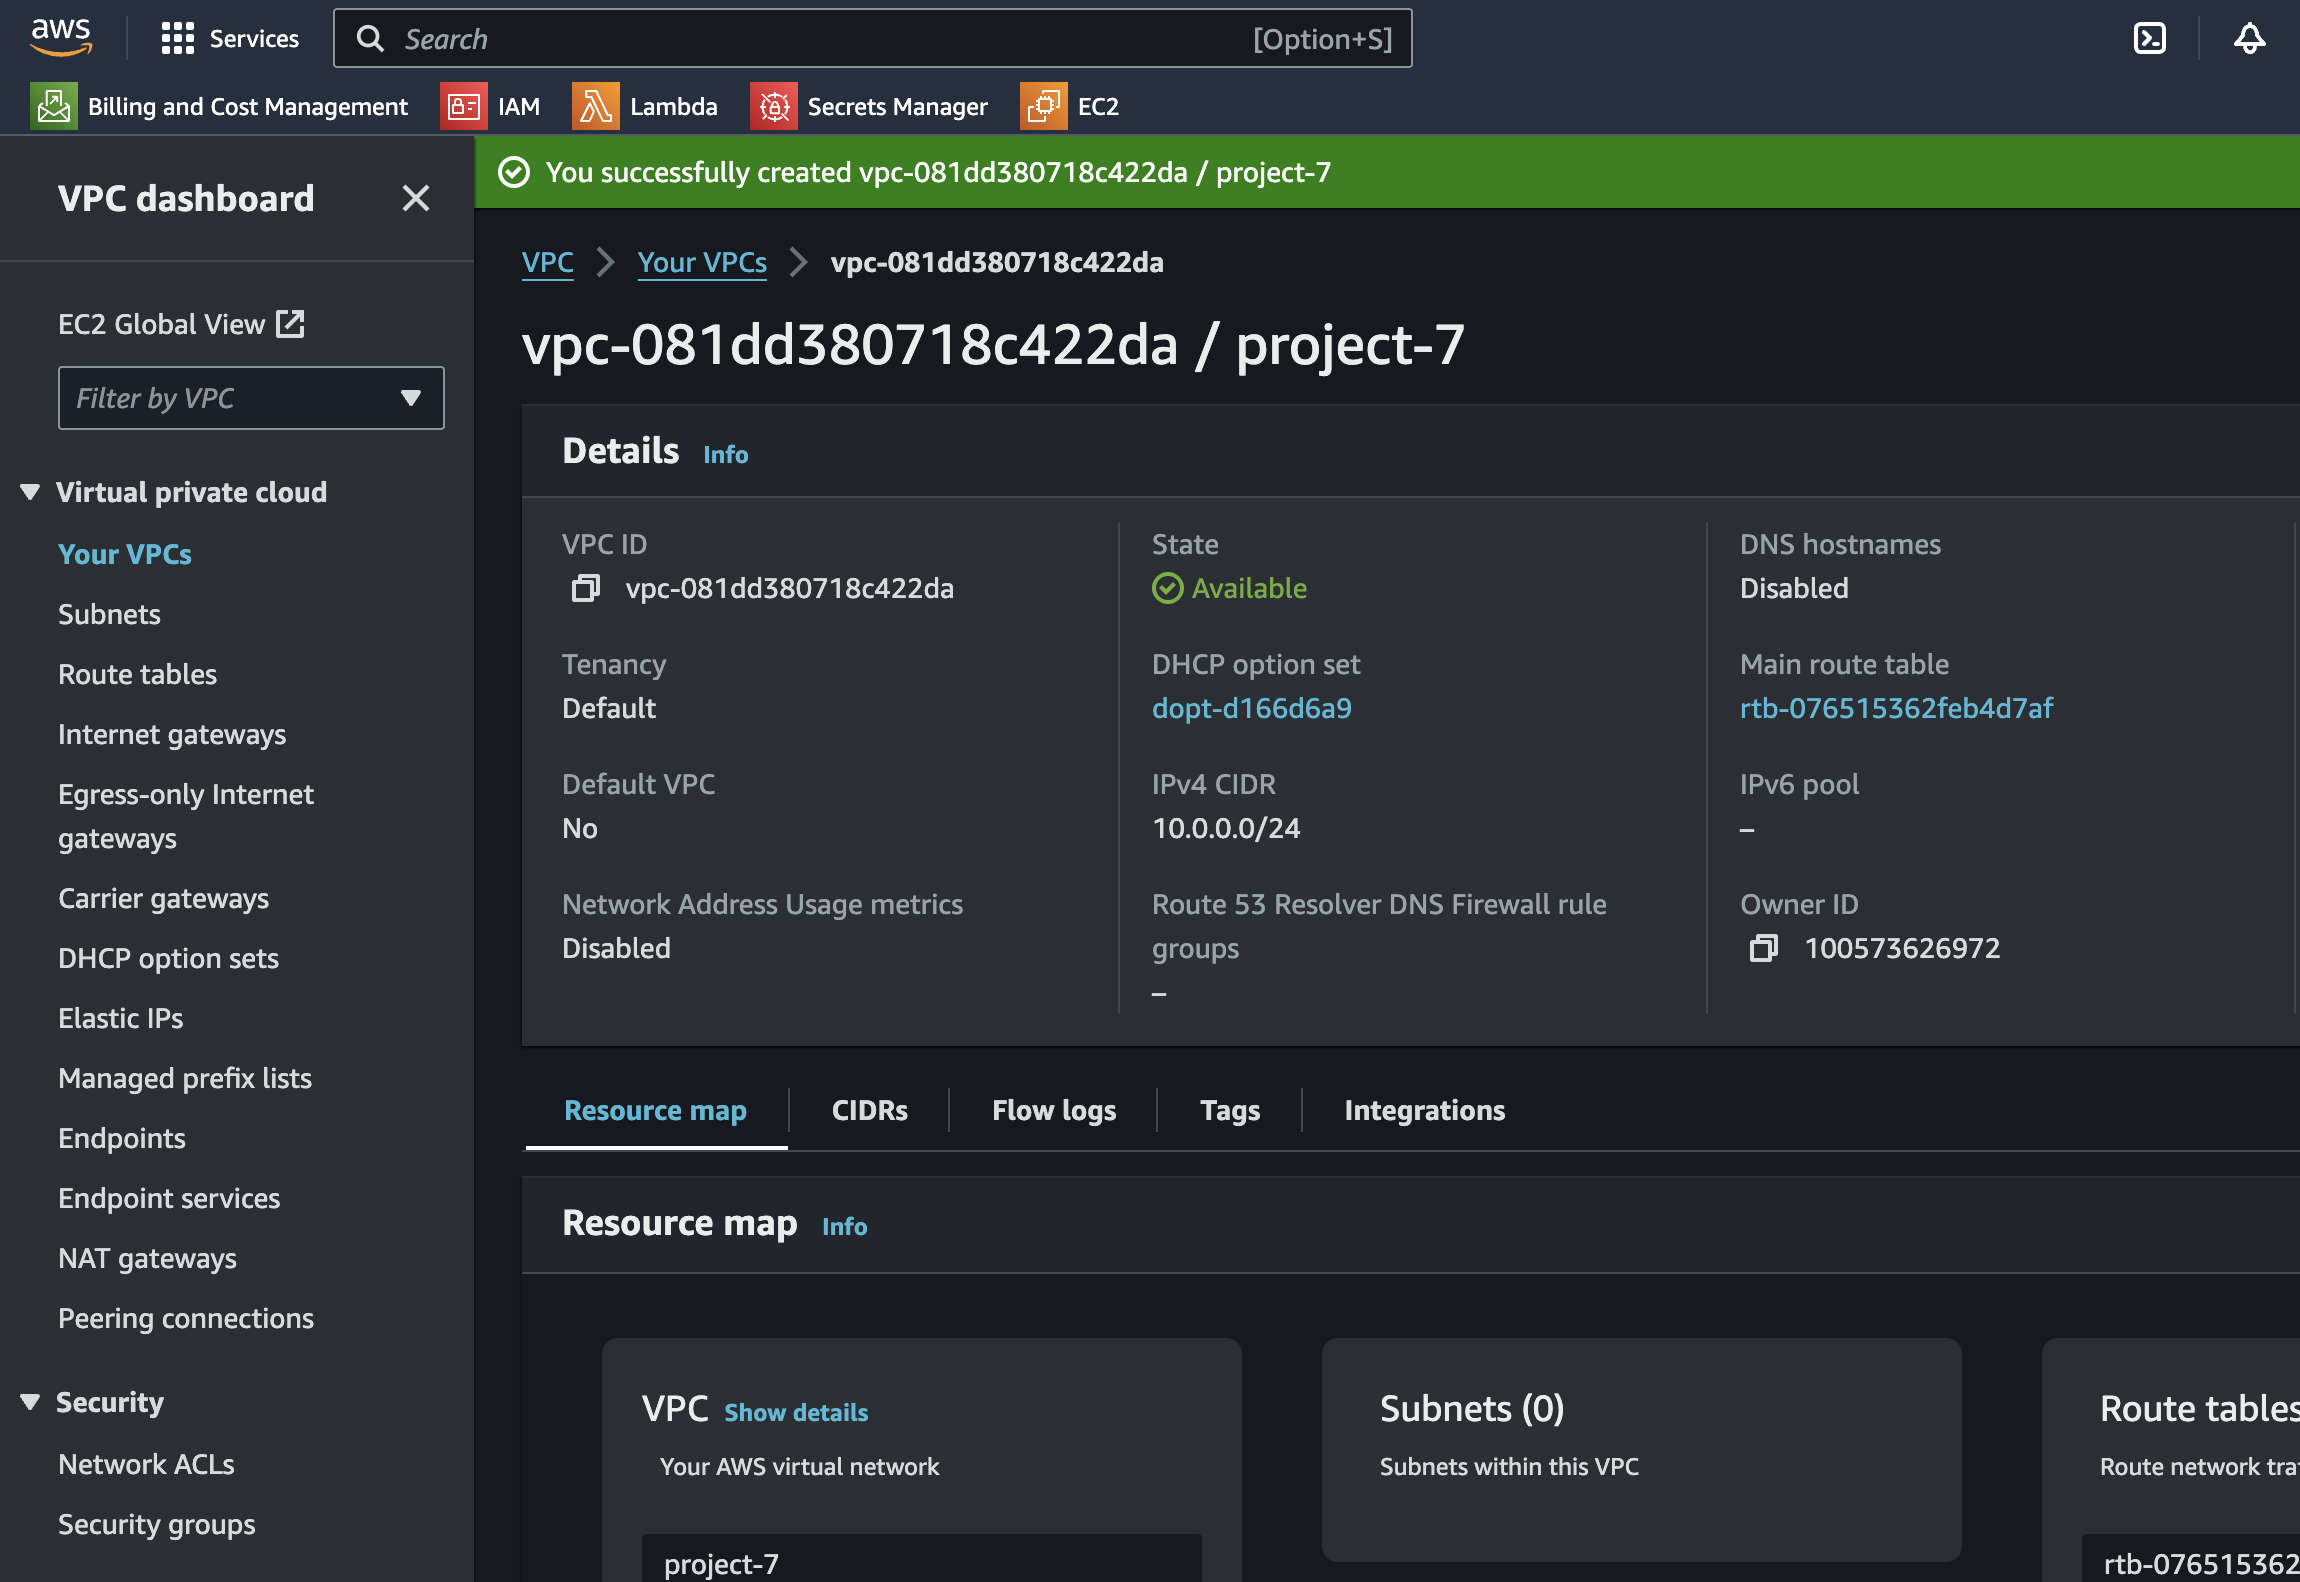 aws
Services
Search
[Option+S]
Billing and Cost Management
IAM
Lambda
Secrets Manager
EC2
VPC dashboard
EC2 Global View
Filter by VPC
Virtual private cloud
Your VPCs
Subnets
Route tables
Internet gateways
Egress-only Internet
gateways
Carrier gateways
DHCP option sets
Elastic IPs
Managed prefix lists
Endpoints
Endpoint services
NAT gateways
Peering connections
Security
Network ACLs
Security groups
You successfully created vpc-081dd380718c422da / project-7
VPC
Your VPCs
vpc-081dd380718c422da
vpc-081dd380718c422da / project-7
Details Info
VPC ID
vpc-081dd380718c422da
Tenancy
Default
Default VPC
No
Network Address Usage metrics
Disabled
State
Available
DHCP option set
dopt-d166d6a9
IPv4 CIDR
10.0.0.0/24
Route 53 Resolver DNS Firewall rule
groups
–
DNS hostnames
Disabled
Main route table
rtb-076515362feb4d7af
IPv6 pool
–
Owner ID
100573626972
Resource map
CIDRs
Flow logs
Tags
Integrations
Resource map Info
VPC Show details
Your AWS virtual network
project-7
Subnets (0)
Subnets within this VPC
Route tables
Route network tra
rtb-076515362